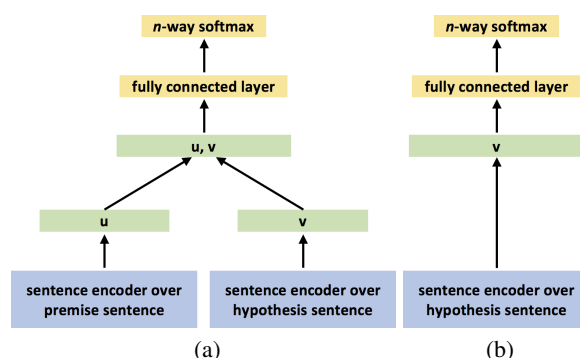 n-way softmax
fully connected layer
u, v
u
v
sentence encoder over
premise sentence
sentence encoder over
hypothesis sentence
(a)
n-way softmax
fully connected layer
v
sentence encoder over
hypothesis sentence
(b)